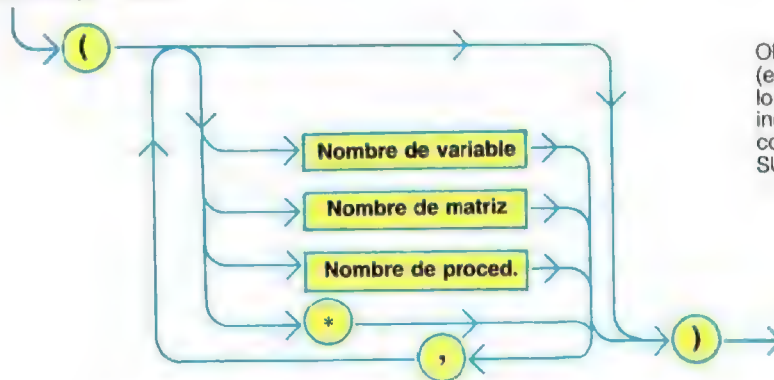 (
Nombre de variable
Nombre de matriz
Nombre de proced.
*
,
)